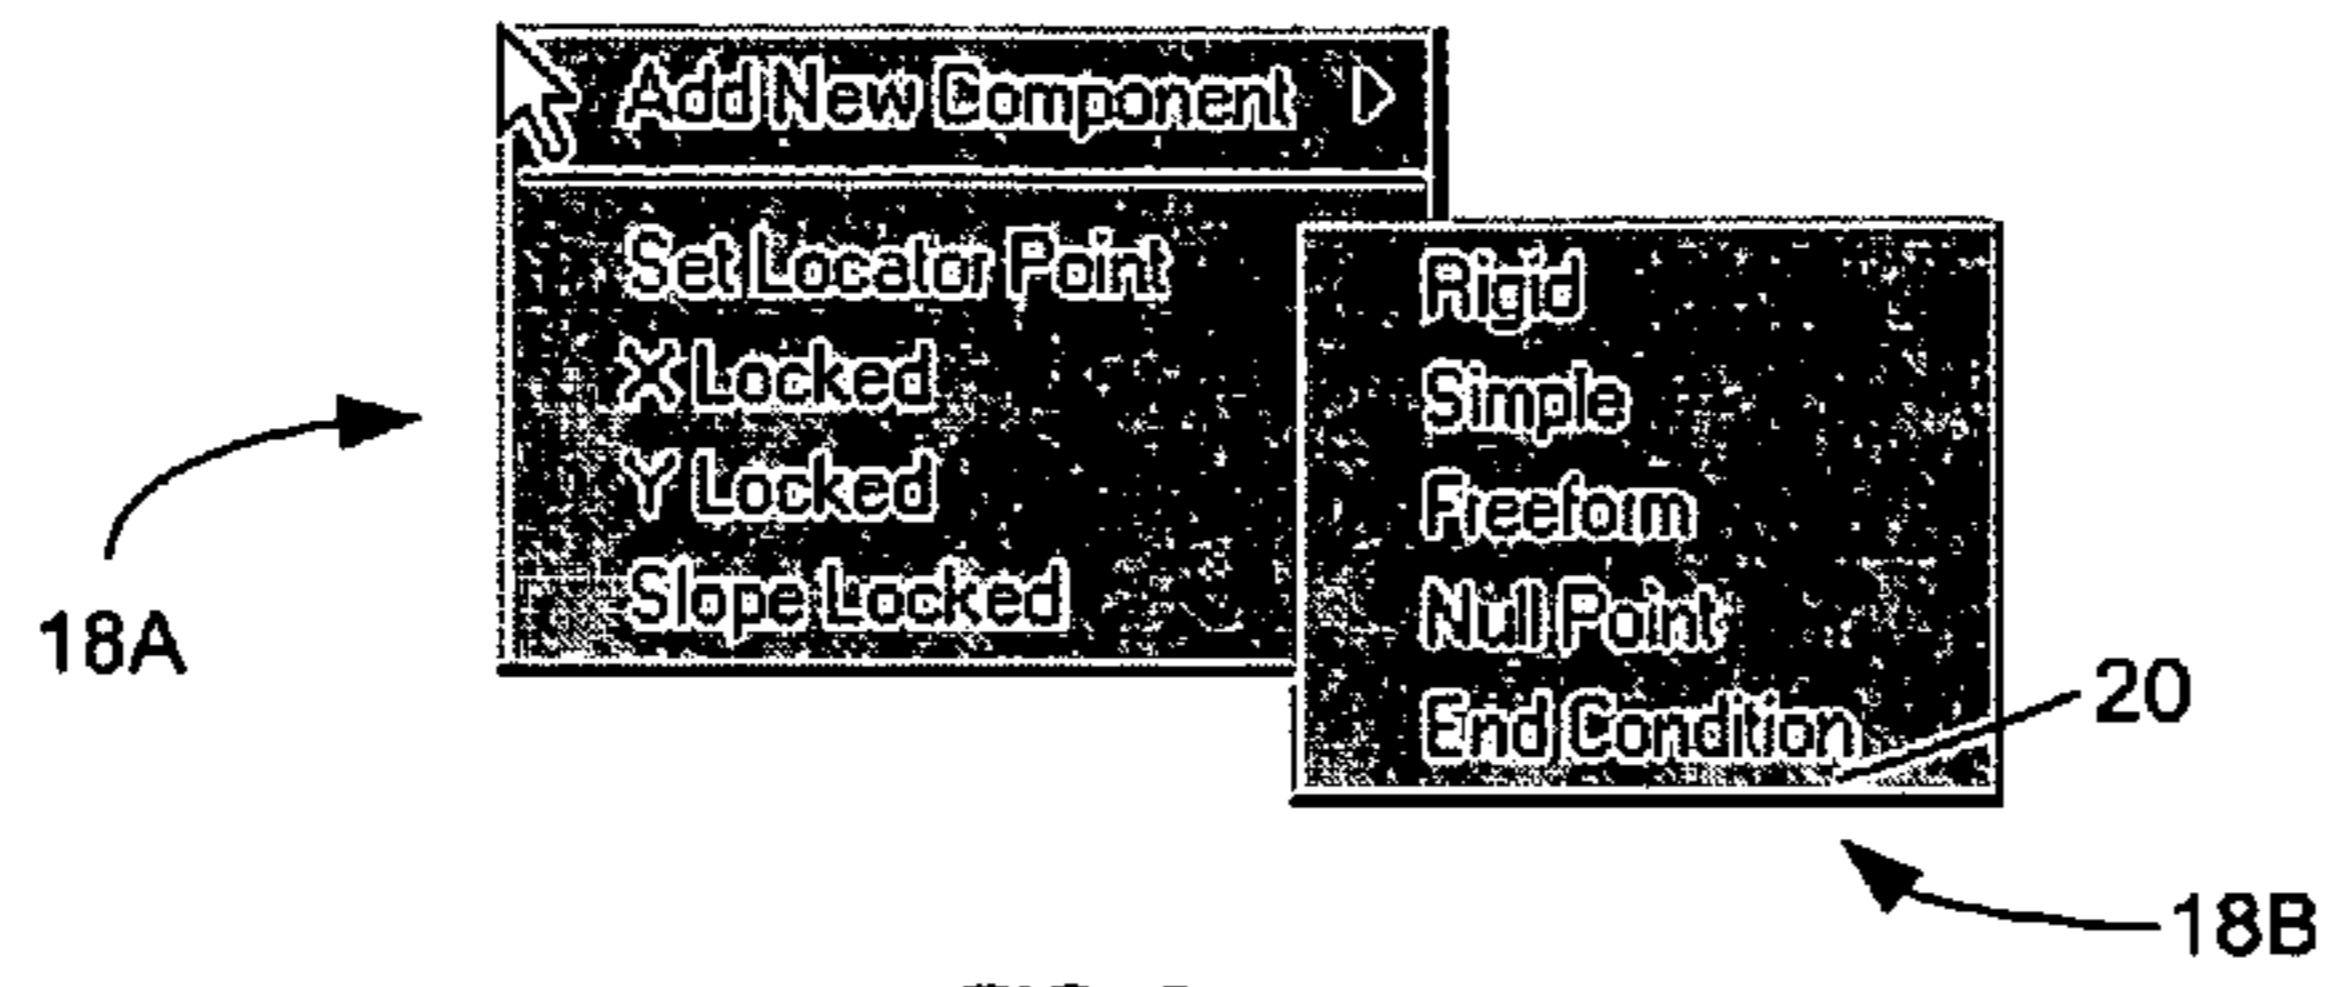 Add New Component
Set Locator Point
X Locked
Y Locked
Slope Locked
Rigid
Simple
Freeform
Null Point
End Condition
20
18A
18B